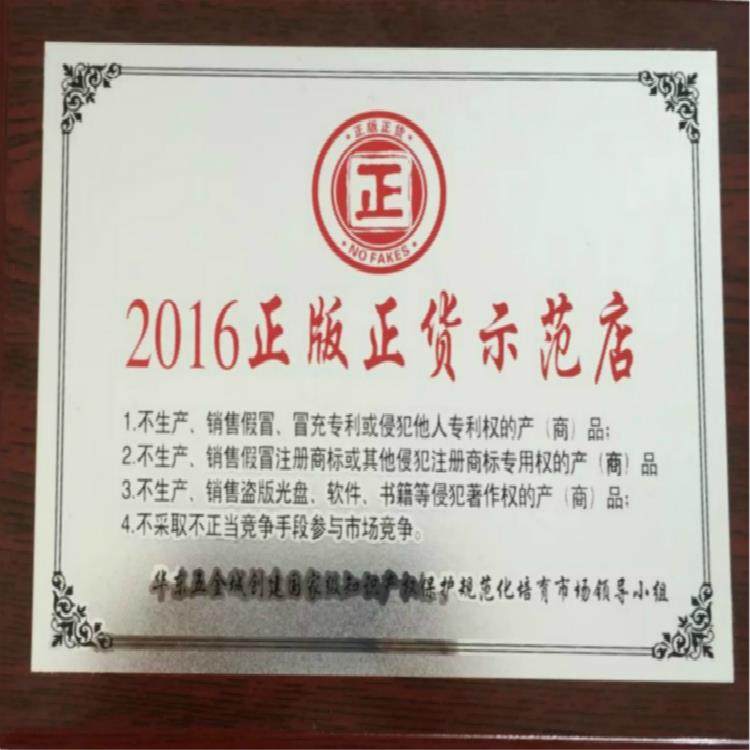 正版正货
正
NO FAKES
2016正版正货示范店
1.不生产、销售假冒、冒充专利或侵犯他人专利权的产（商）品；
2.不生产、销售假冒注册商标或其他侵犯注册商标专用权的产（商）品
3.不生产、销售盗版光盘、软件、书籍等侵犯著作权的产（商）品；
4.不采取不正当竞争手段参与市场竞争。
华东五金城创建国家级知识产权保护规范化培育市场领导小组